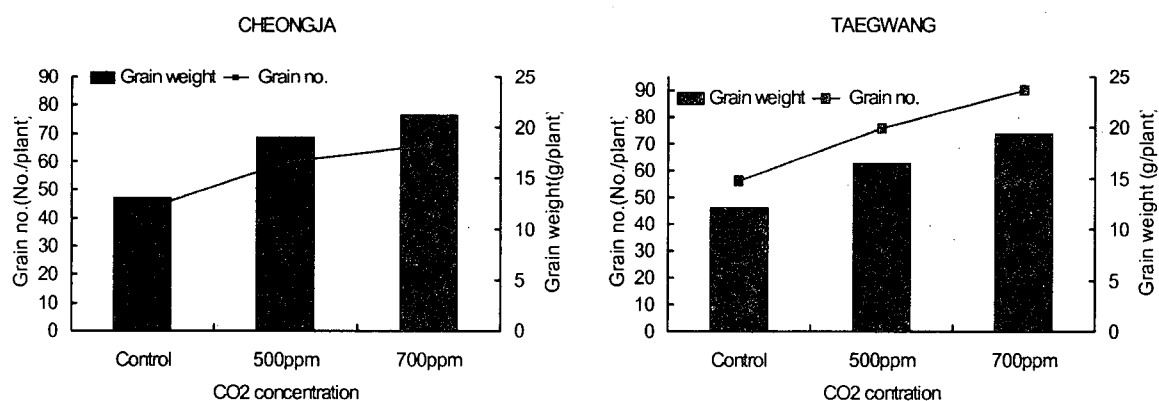 CHEONGJA
Grain weight Grain no.
90
80
70
60
50
40
30
20
10
0
Grain no.(No./plant)
25
20
15
10
5
0
Grain weight(g/plant)
Control 500ppm 700ppm
CO2 concentration
TAEGWANG
Grain weight Grain no.
90
80
70
60
50
40
30
20
10
0
Grain no.(No./plant)
25
20
15
10
5
0
Grain weight (g/plant)
Control 500ppm 700ppm
CO2 contration